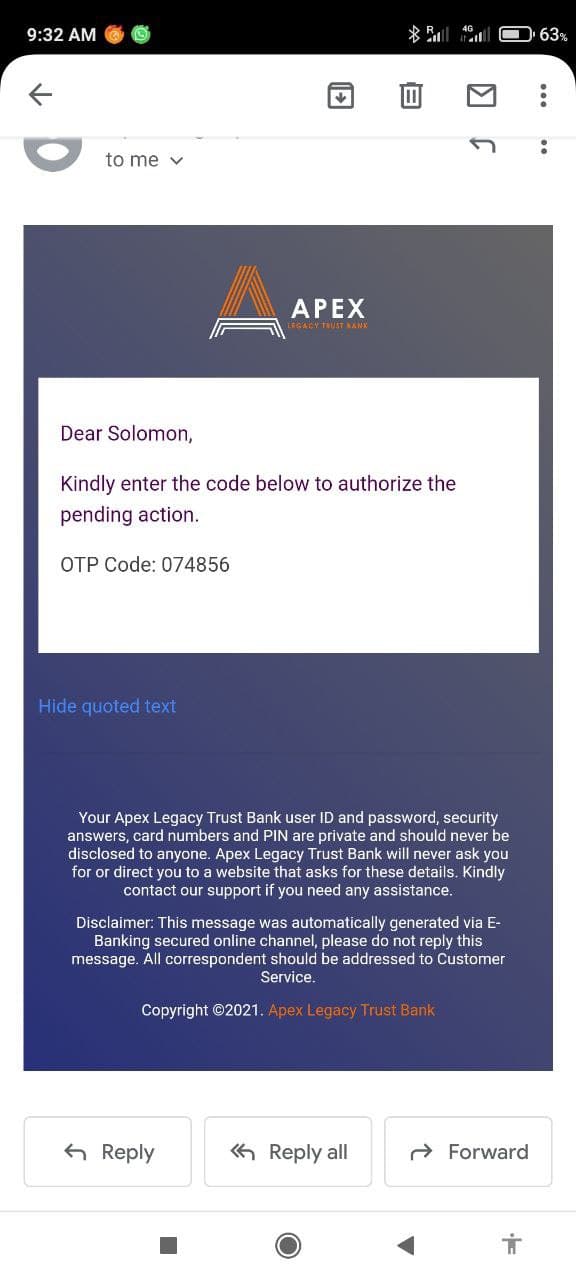 9:32 AM
R
4G
63%
to me
APEX
LEGACY TRUST BANK
Dear Solomon,
Kindly enter the code below to authorize the
pending action.
OTP Code: 074856
Hide quoted text
Your Apex Legacy Trust Bank user ID and password, security
answers, card numbers and PIN are private and should never be
disclosed to anyone. Apex Legacy Trust Bank will never ask you
for or direct you to a website that asks for these details. Kindly
contact our support if you need any assistance.
Disclaimer: This message was automatically generated via E-
Banking secured online channel, please do not reply this
message. All correspondent should be addressed to Customer
Service.
Copyright ©2021. Apex Legacy Trust Bank
Reply
Reply all
Forward